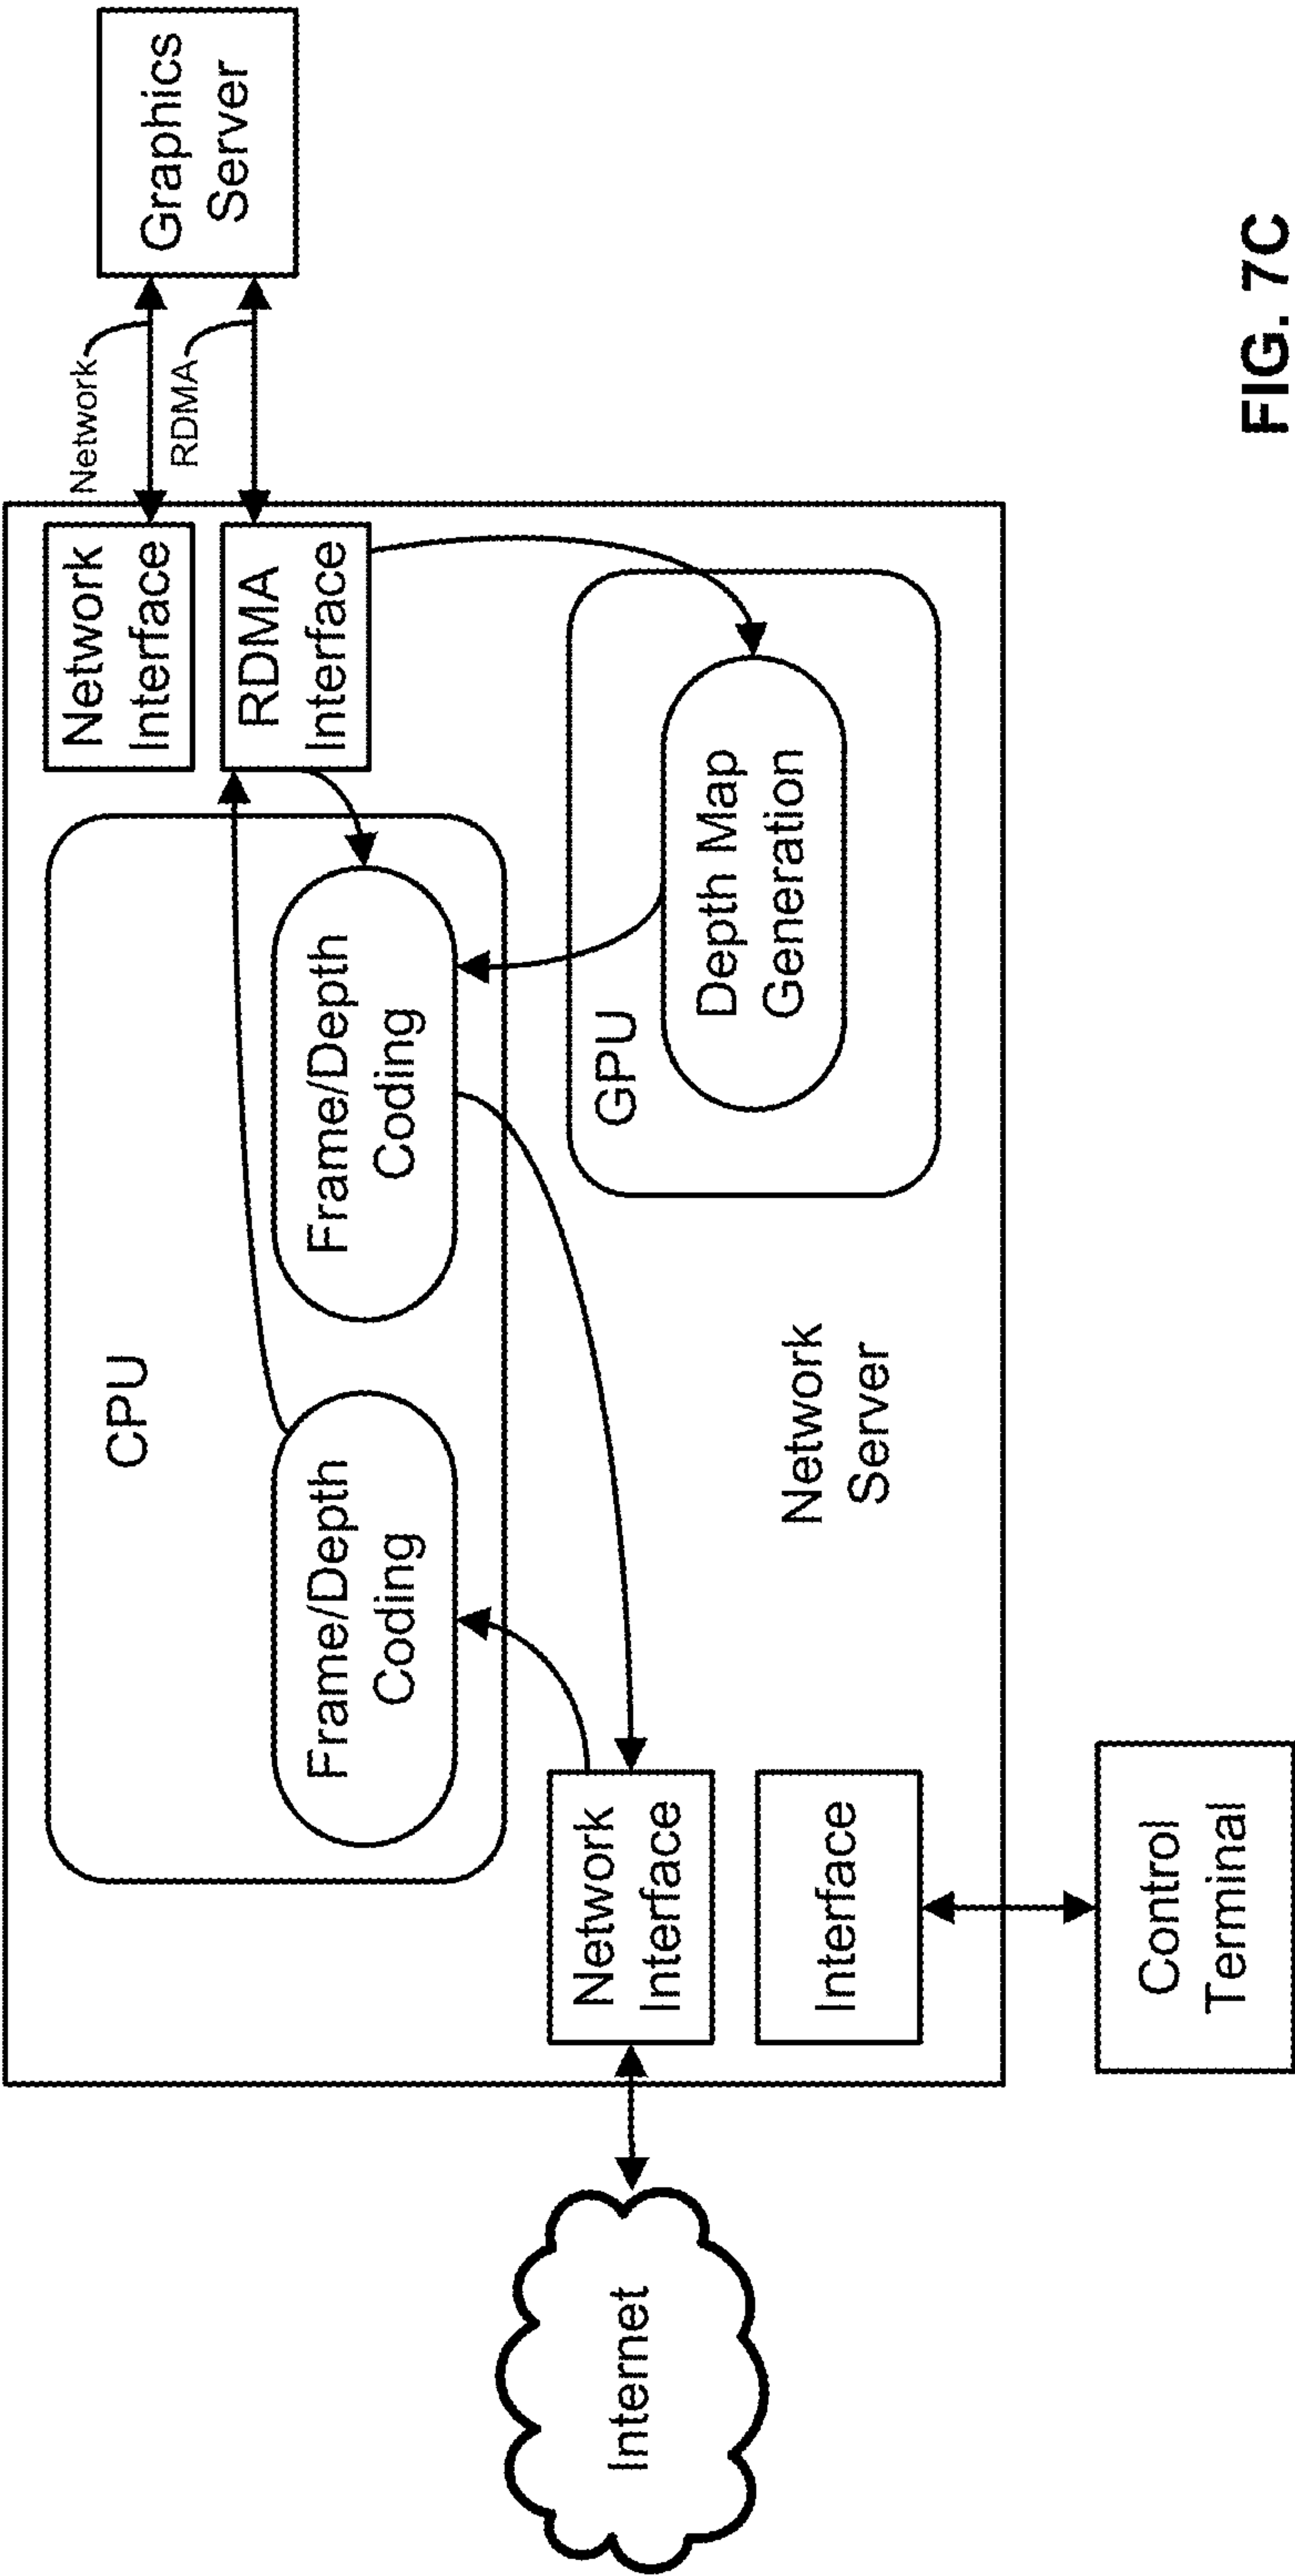 Graphics
Server
Network
RDMA
Network
Interface
RDMA
Interface
CPU
Frame/Depth
Coding
Frame/Depth
Coding
GPU
Depth Map
Generation
Network
Server
Network
Interface
Interface
Internet
Control
Terminal
FIG. 7C